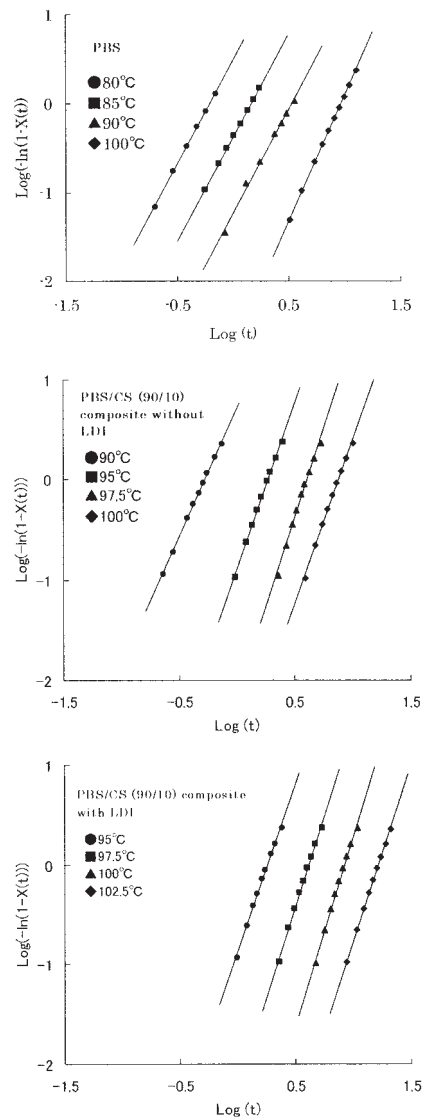 PBS
● 80°C
■ 85°C
▲ 90°C
◆ 100°C
Log(-ln(1-X(t))
1
0
-1
-2
-1.5
-0.5
0.5
1.5
Log (t)
PBS/CS (90/10)
composite without
LDI
● 90°C
■ 95°C
▲ 97.5°C
◆ 100°C
Log(-ln(1-X(t)))
1
0
-1
-2
-1.5
-0.5
0.5
1.5
Log (t)
PBS/CS (90/10) composite
with LDI
● 95°C
■ 97.5°C
▲ 100°C
◆ 102.5°C
Log(-ln(1-X(t)))
1
0
-1
-2
-1.5
-0.5
0.5
1.5
Log (t)